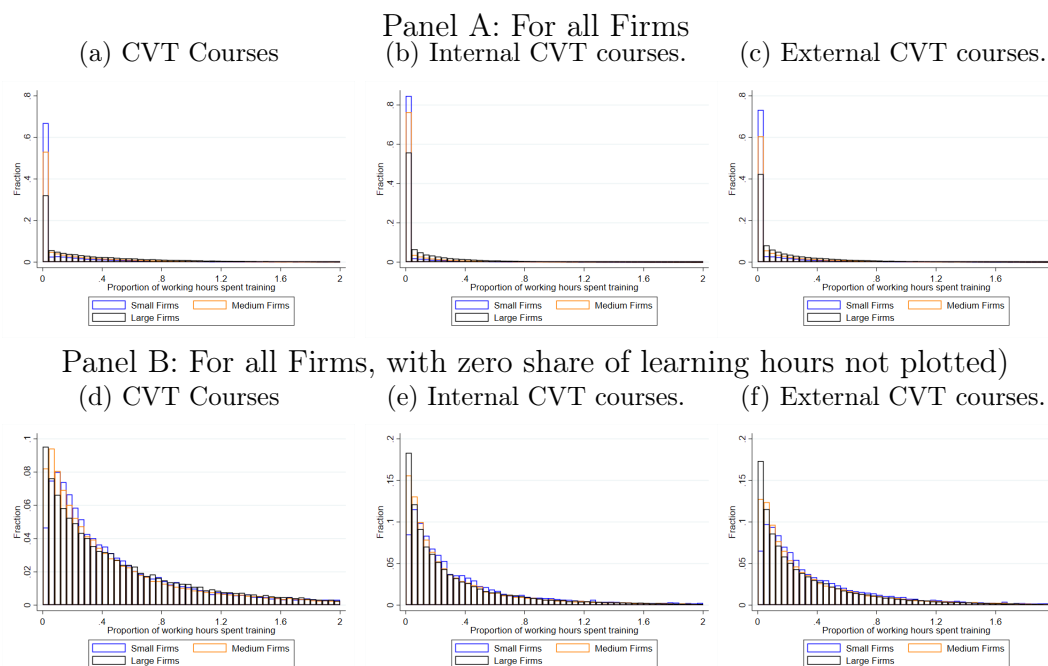 Panel A: For all Firms
(a) CVT Courses
(b) Internal CVT courses.
(c) External CVT courses.
Fraction
0 .2 .4 .6 .8
0 .4 .8 1.2 1.6 2
Proportion of working hours spent training
Small Firms Medium Firms
Large Firms
Fraction
0 .2 .4 .6 .8
0 .4 .8 1.2 1.6 2
Proportion of working hours spent training
Small Firms Medium Firms
Large Firms
Fraction
0 .2 .4 .6 .8
0 .4 .8 1.2 1.6
Proportion of working hours spent training
Small Firms Medium Firms
Large Firms
Panel B: For all Firms, with zero share of learning hours not plotted)
(d) CVT Courses
(e) Internal CVT courses.
(f) External CVT courses.
Fraction
0 .02 .04 .06 .08 .1
0 .4 .8 1.2 1.6 2
Proportion of working hours spent training
Small Firms Medium Firms
Large Firms
Fraction
0 .05 .1 .15 .2
0 .4 .8 1.2 1.6 2
Proportion of working hours spent training
Small Firms Medium Firms
Large Firms
Fraction
0 .05 .1 .15 .2
0 .4 .8 1.2 1.6
Proportion of working hours spent training
Small Firms Medium Firms
Large Firms